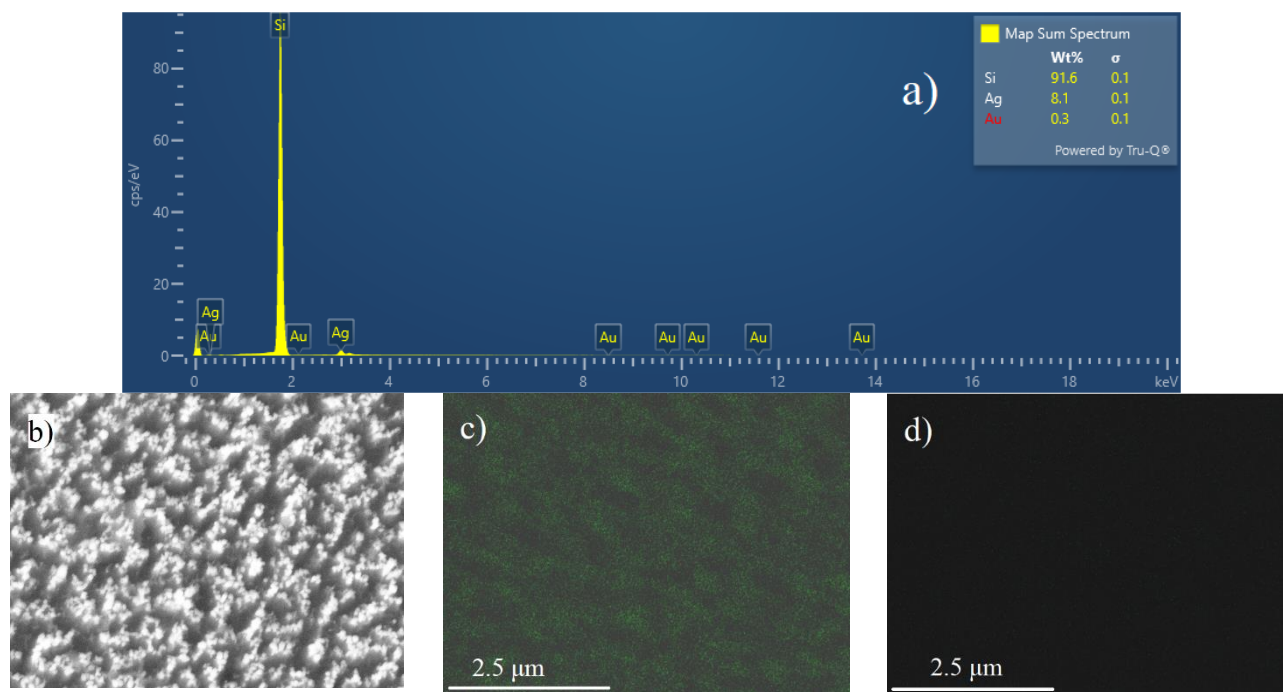 Si
a)
Map Sum Spectrum
Wt% σ
Si 91.6 0.1
Ag 8.1 0.1
Au 0.3 0.1
Powered by Tru-Q®
80
60
40
20
0
cps/eV
Ag
Au
Au
Ag
Au
Au
Au
Au
Au
0 2 4 6 8 10 12 14 16 18 keV
b)
c)
d)
2.5 μm
2.5 μm